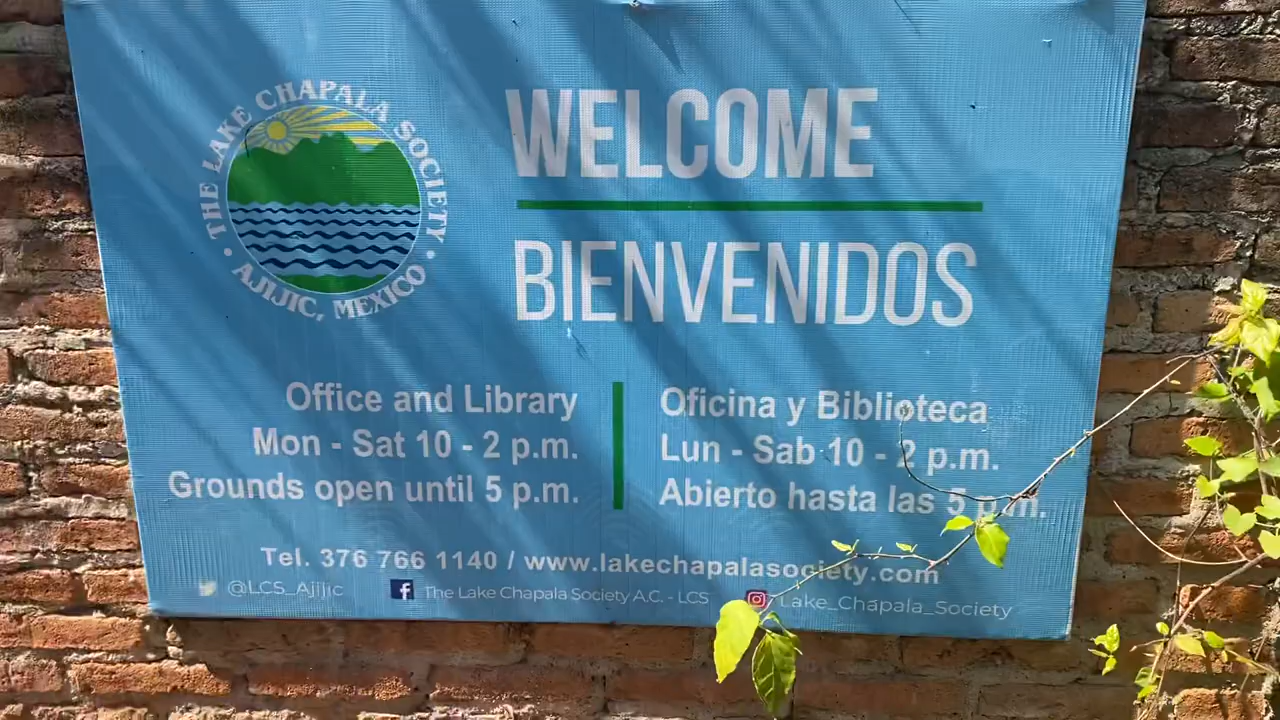 THE LAKE CHAPALA SOCIETY
• AJIJIC, MEXICO •
WELCOME
BIENVENIDOS
Office and Library
Mon - Sat 10 - 2 p.m.
Grounds open until 5 p.m.
Oficina y Biblioteca
Lun - Sab 10 - 2 p.m.
Abierto hasta las 5 p.m.
Tel. 376 766 1140 / www.lakechapalasociety.com
@LCS_Ajijic
The Lake Chapala Society A.C. - LCS
Lake_Chapala_Society